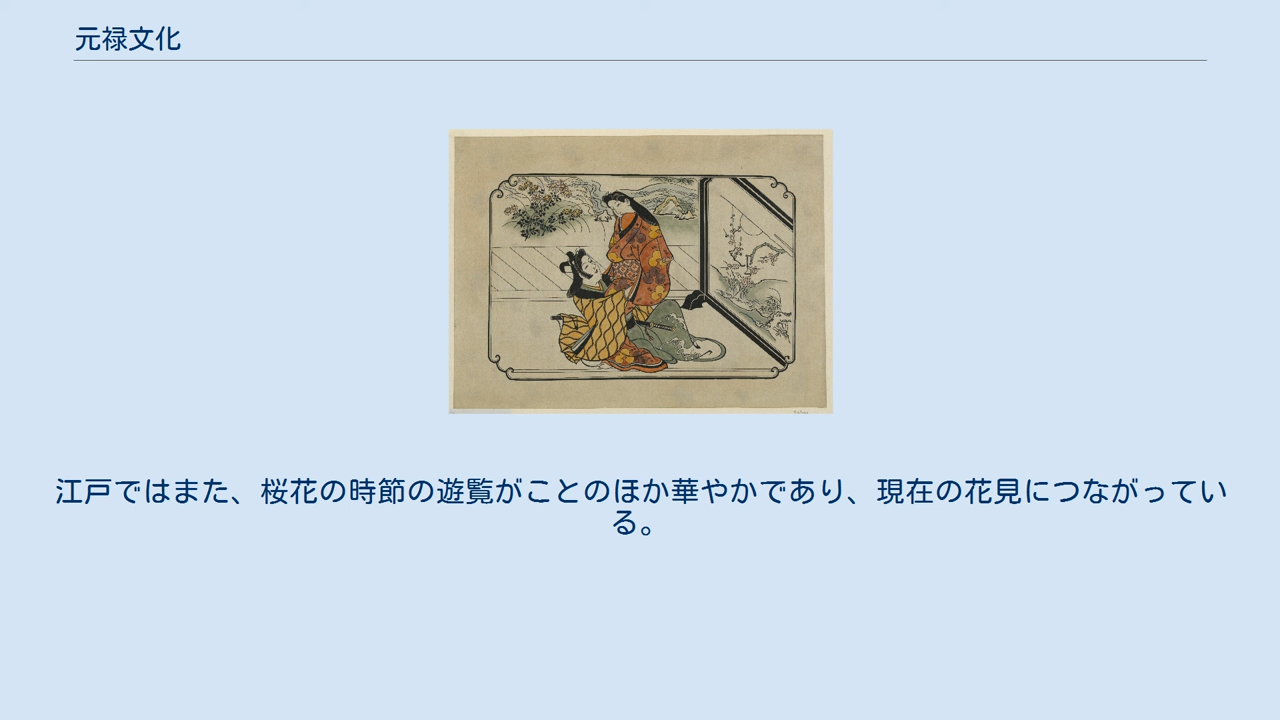 元禄文化
江戸ではまた、桜花の時節の遊覧がことのほか華やかであり、現在の花見につながってい
る。